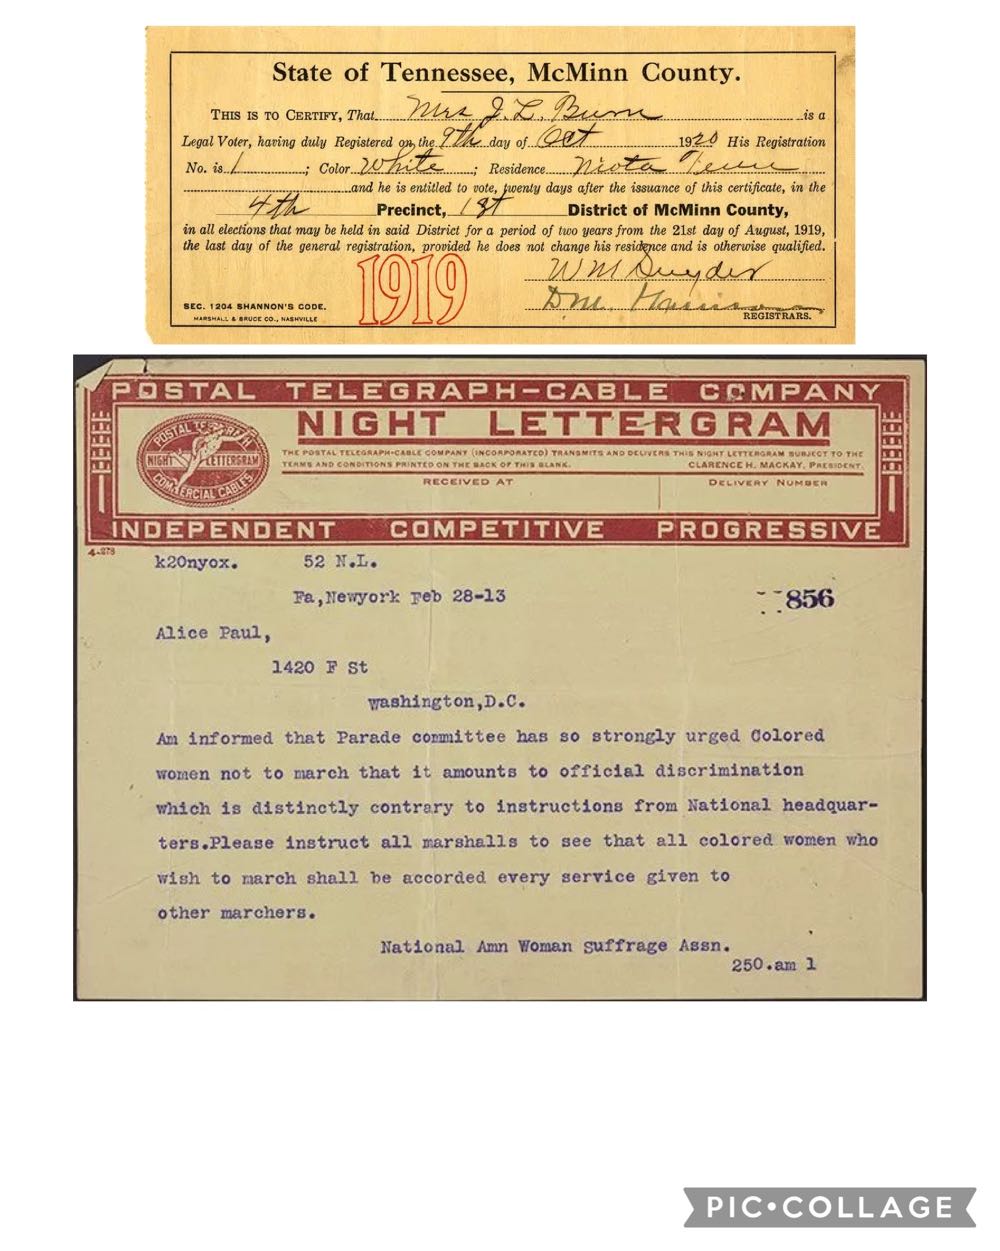 State of Tennessee, McMinn County.
THIS IS TO CERTIFY, That Mrs J. L. Burn is a
Legal Voter, having duly Registered on the 9th day of Oct 1920 His Registration
No. is 1; Color White; Residence Niota Tenn
and he is entitled to vote, twenty days after the issuance of this certificate, in the
4th Precinct, 1st District of McMinn County,
in all elections that may be held in said District for a period of two years from the 21st day of August, 1919,
the last day of the general registration, provided he does not change his residence and is otherwise qualified.
1919
W M Snyder
D.M.
SEC. 1204 SHANNON'S CODE.
MARSHALL & BRUCE CO., NASHVILLE
REGISTRARS.
POSTAL TELEGRAPH-CABLE COMPANY
NIGHT LETTERGRAM
POSTAL TELEGRAPH
NIGHT LETTERGRAM
COMMERCIAL CABLES
THE POSTAL TELEGRAPH-CABLE COMPANY (INCORPORATED) TRANSMITS AND DELIVERS THIS NIGHT LETTERGRAM SUBJECT TO THE
TERMS AND CONDITIONS PRINTED ON THE BACK OF THIS BLANK. CLARENCE H. MACKAY, PRESIDENT.
RECEIVED AT DELIVERY NUMBER
INDEPENDENT COMPETITIVE PROGRESSIVE
4-278
k20nyox. 52 N.L.
Fa,Newyork Feb 28-13
856
Alice Paul,
1420 F St
washington,D.C.
Am informed that Parade committee has so strongly urged Colored
women not to march that it amounts to official discrimination
which is distinctly contrary to instructions from National headquar-
ters.Please instruct all marshalls to see that all colored women who
wish to march shall be accorded every service given to
other marchers.
National Amn Woman Suffrage Assn.
250.am 1
PIC•COLLAGE